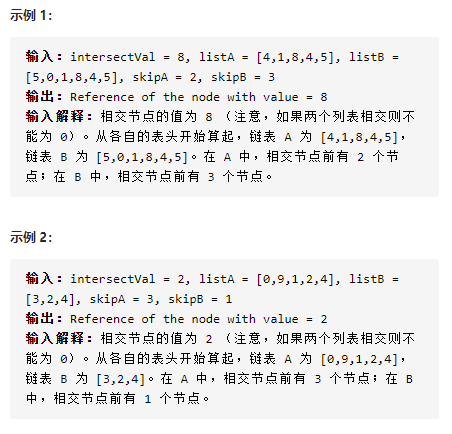 示例 1：
输入：intersectVal = 8, listA = [4,1,8,4,5], listB =
[5,0,1,8,4,5], skipA = 2, skipB = 3
输出：Reference of the node with value = 8
输入解释：相交节点的值为 8 （注意，如果两个列表相交则不
能为 0）。从各自的表头开始算起，链表 A 为 [4,1,8,4,5]，
链表 B 为 [5,0,1,8,4,5]。在 A 中，相交节点前有 2 个节
点；在 B 中，相交节点前有 3 个节点。
示例 2：
输入：intersectVal = 2, listA = [0,9,1,2,4], listB =
[3,2,4], skipA = 3, skipB = 1
输出：Reference of the node with value = 2
输入解释：相交节点的值为 2 （注意，如果两个列表相交则不
能为 0）。从各自的表头开始算起，链表 A 为 [0,9,1,2,4]，
链表 B 为 [3,2,4]。在 A 中，相交节点前有 3 个节点；在 B
中，相交节点前有 1 个节点。